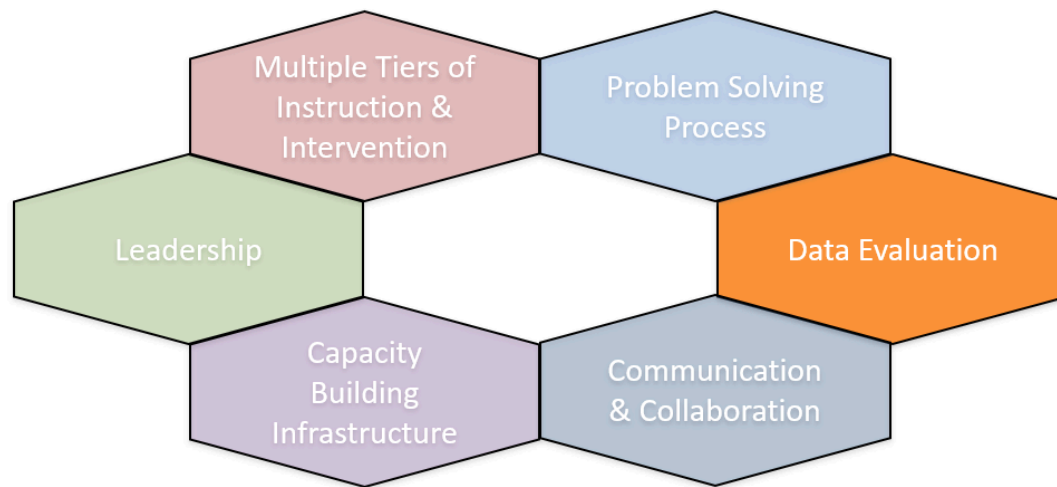 Multiple Tiers of
Instruction &
Intervention
Problem Solving
Process
Leadership
Data Evaluation
Capacity
Building
Infrastructure
Communication
& Collaboration